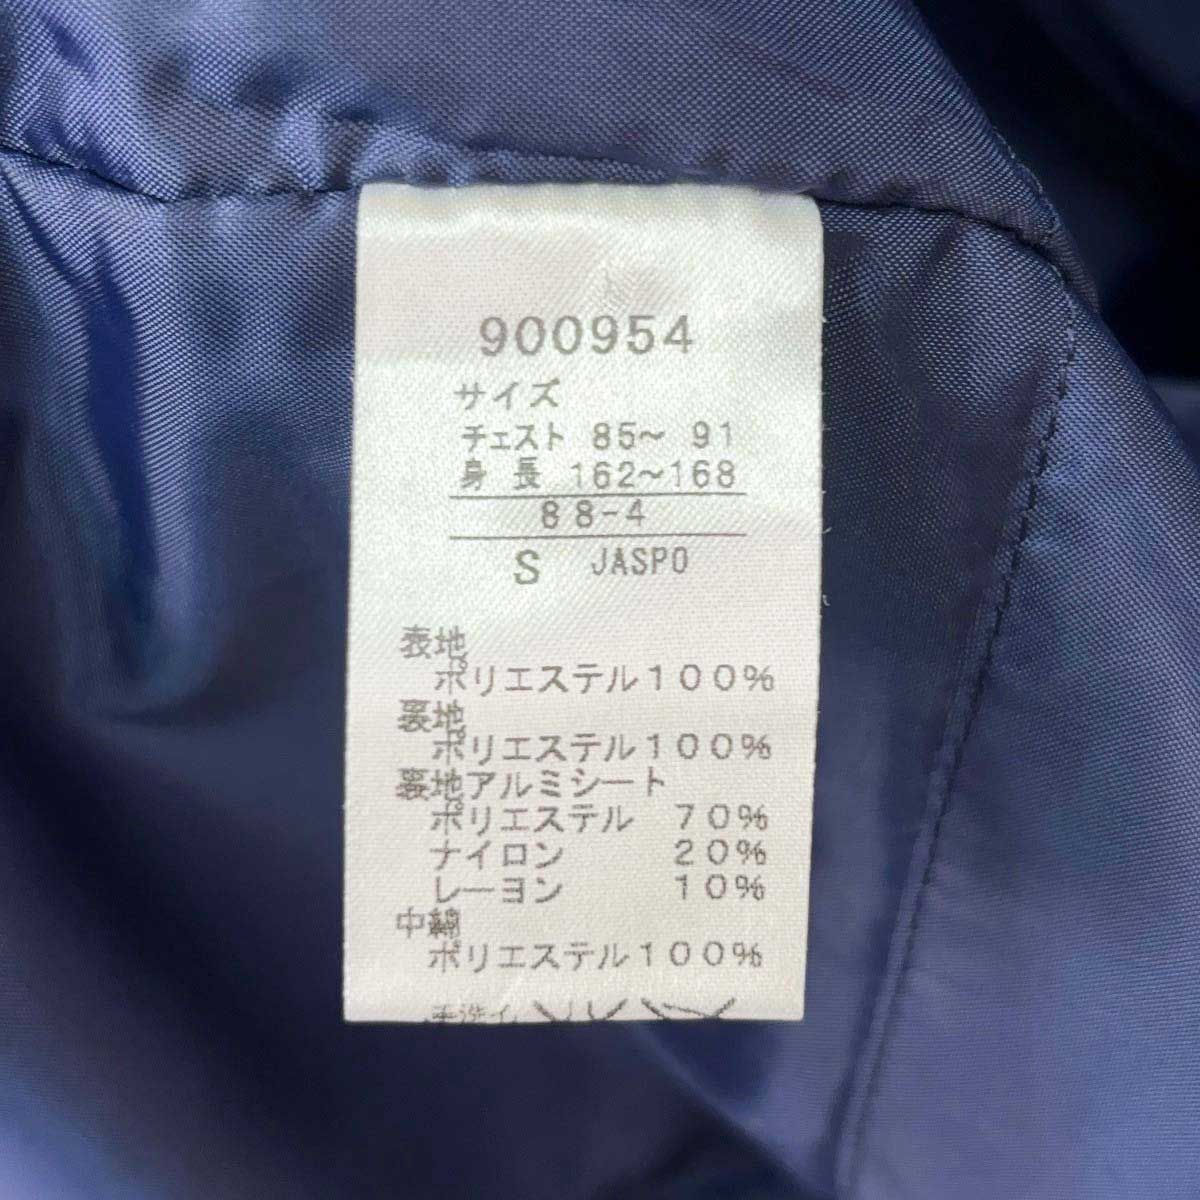 900954
サイズ
チェスト 85～ 91
身 長 162～168
88-4
S JASPO
表地
ポリエステル100%
裏地
ポリエステル100%
裏地アルミシート
ポリエステル 70%
ナイロン 20%
レーヨン 10%
中綿
ポリエステル100%